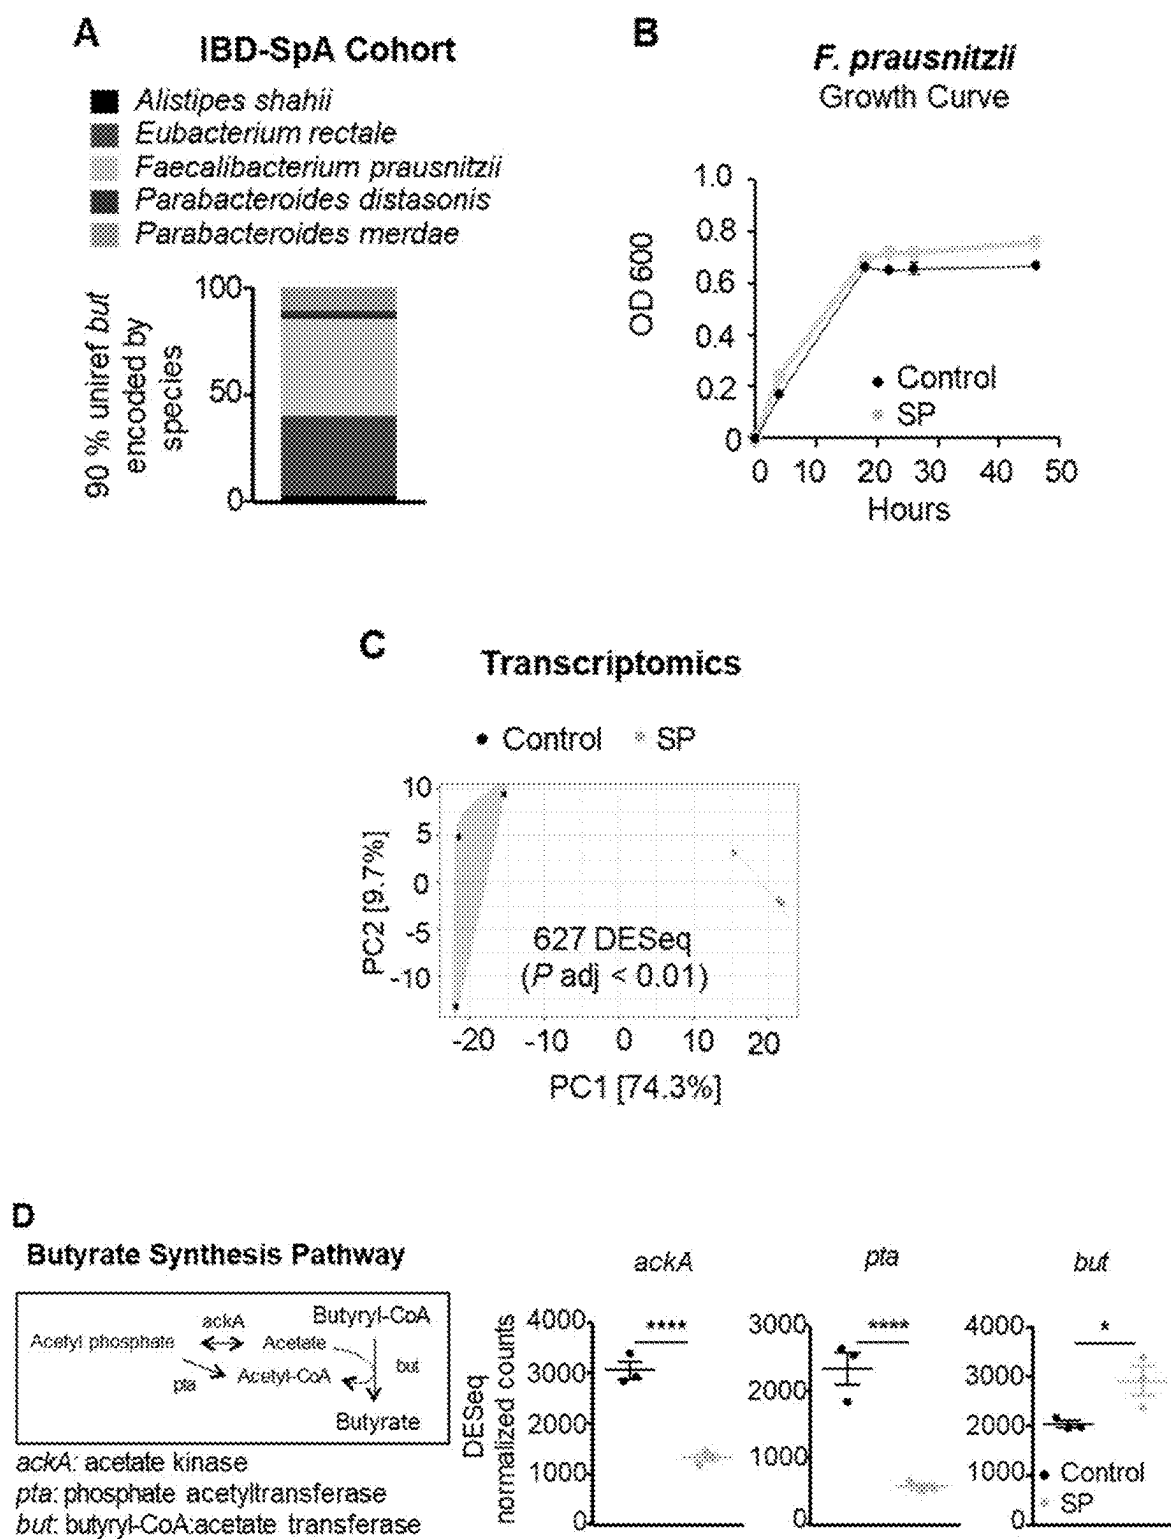 A
IBD-SpA Cohort
Alistipes shahii
Eubacterium rectale
Faecalibacterium prausnitzii
Parabacteroides distasonis
Parabacteroides merdae
90 % uniref but
encoded by
species
100
50
0
B
F. prausnitzii
Growth Curve
OD 600
1.0
0.8
0.6
0.4
0.2
0
Control
SP
0 10 20 30 40 50
Hours
C
Transcriptomics
Control SP
PC2 [9.7%]
10
5
0
-5
-10
627 DESeq
(P adj < 0.01)
-20 -10 0 10 20
PC1 [74.3%]
D
Butyrate Synthesis Pathway
ackA
Butyryl-CoA
Acetyl phosphate
Acetate
pta
Acetyl-CoA
but
Butyrate
ackA: acetate kinase
pta: phosphate acetyltransferase
but: butyryl-CoA:acetate transferase
DESeq
normalized counts
ackA
4000
3000
2000
1000
0
****
pta
3000
2000
1000
0
****
but
4000
3000
2000
1000
0
*
Control
SP